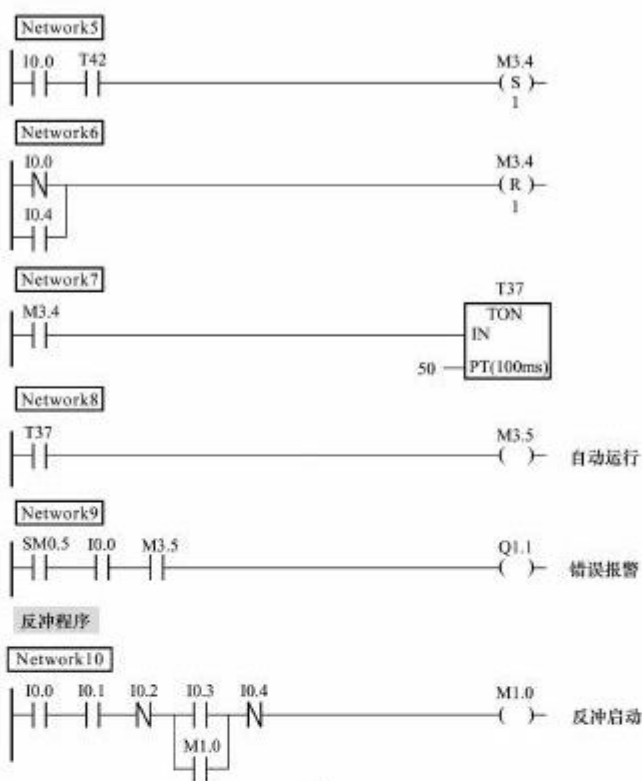 Network5
I0.0 T42 M3.4
S
1
Network6
I0.0 M3.4
R
I0.4 1
Network7
T37
M3.4 TON
IN
50 PT(100ms)
Network8
T37 M3.5
自动运行
Network9
SM0.5 I0.0 M3.5 Q1.1
错误报警
反冲程序
Network10
I0.0 I0.1 I0.2 I0.3 I0.4 M1.0
反冲启动
M1.0